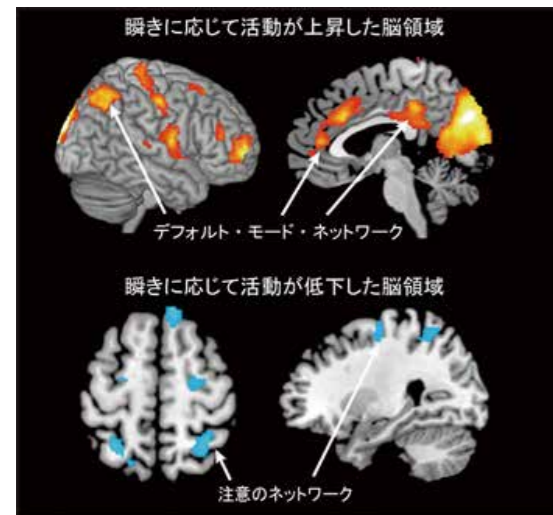 瞬きに応じて活動が上昇した脳領域
デフォルト・モード・ネットワーク
瞬きに応じて活動が低下した脳領域
注意のネットワーク